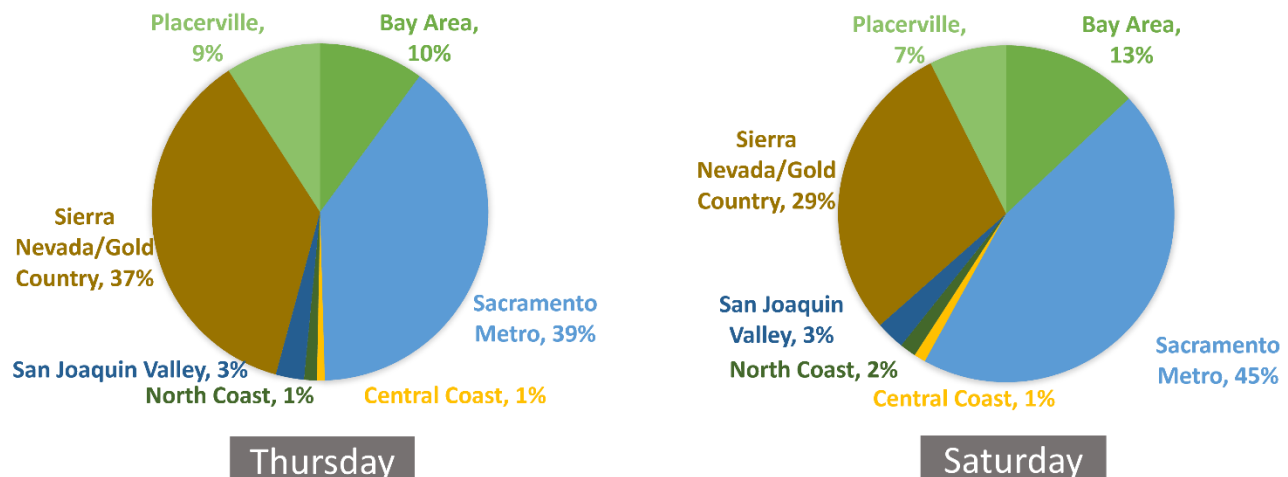 Placerville,
9%
Bay Area,
10%
Sierra
Nevada/Gold
Country, 37%
Sacramento
Metro, 39%
San Joaquin Valley, 3%
North Coast, 1%
Central Coast, 1%
Thursday
Placerville,
7%
Bay Area,
13%
Sierra
Nevada/Gold
Country, 29%
San Joaquin
Valley, 3%
Sacramento
Metro, 45%
North Coast, 2%
Central Coast, 1%
Saturday